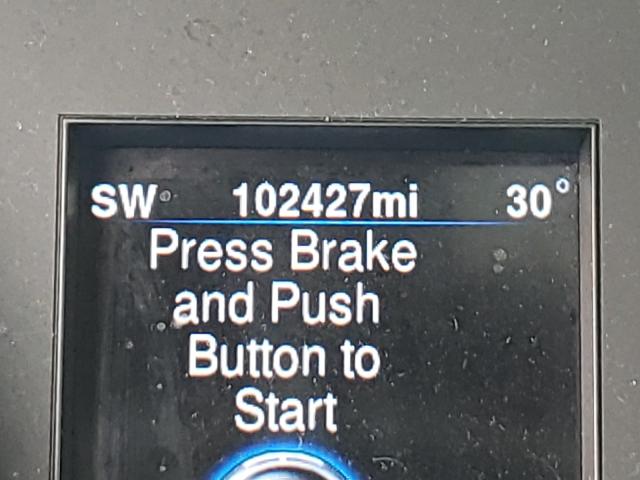 SW 102427mi 30°
Press Brake
and Push
Button to
Start